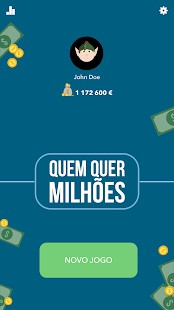 John Doe
1 172 600 €
QUEM QUER
MILHÕES
NOVO JOGO